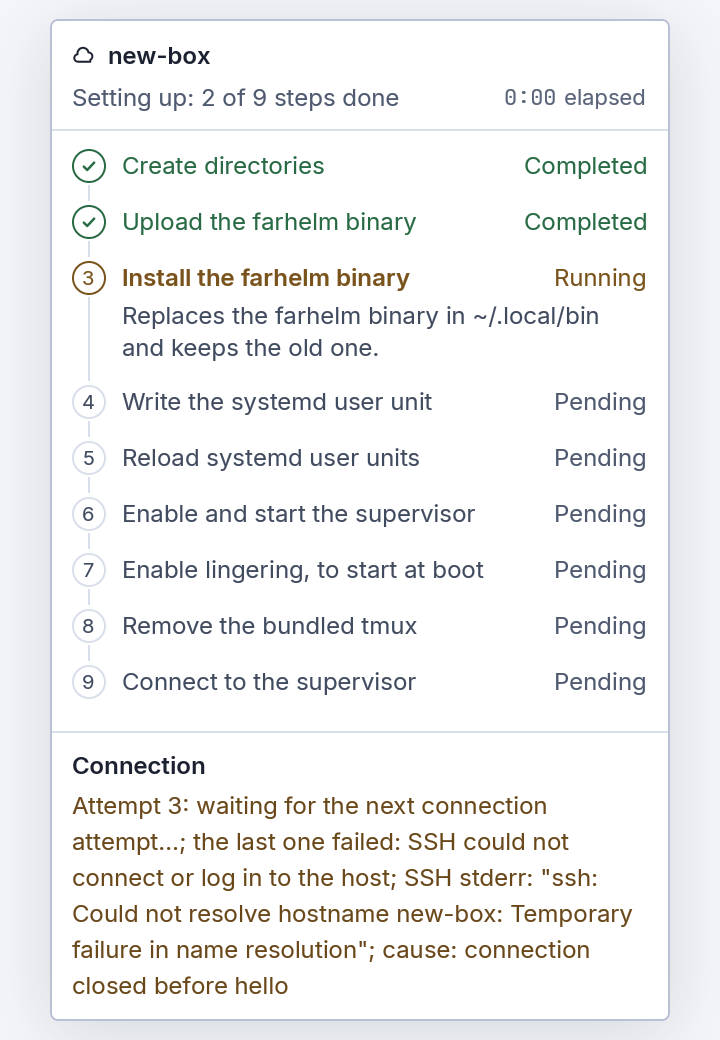 new-box
Setting up: 2 of 9 steps done 0:00 elapsed
Create directories Completed
Upload the farhelm binary Completed
3 Install the farhelm binary Running
Replaces the farhelm binary in ~/.local/bin
and keeps the old one.
4 Write the systemd user unit Pending
5 Reload systemd user units Pending
6 Enable and start the supervisor Pending
7 Enable lingering, to start at boot Pending
8 Remove the bundled tmux Pending
9 Connect to the supervisor Pending
Connection
Attempt 3: waiting for the next connection
attempt...; the last one failed: SSH could not
connect or log in to the host; SSH stderr: "ssh:
Could not resolve hostname new-box: Temporary
failure in name resolution"; cause: connection
closed before hello